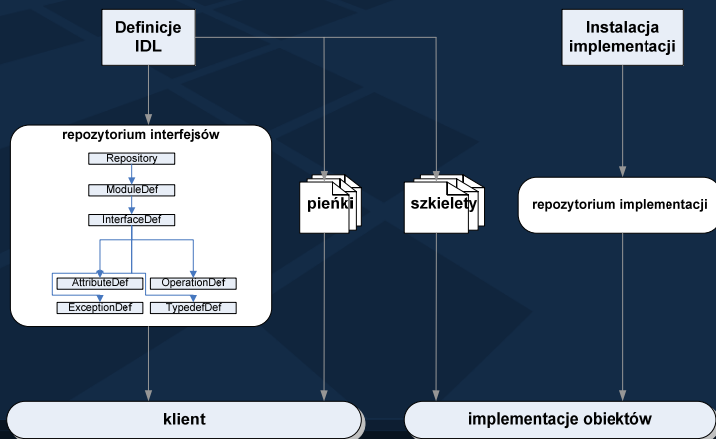 Definicje
IDL
Instalacja
implementacji
repozytorium interfejsów
Repository
ModuleDef
InterfaceDef
AttributeDef
OperationDef
ExceptionDef
TypedefDef
pieńki
szkielety
repozytorium implementacji
klient
implementacje obiektów